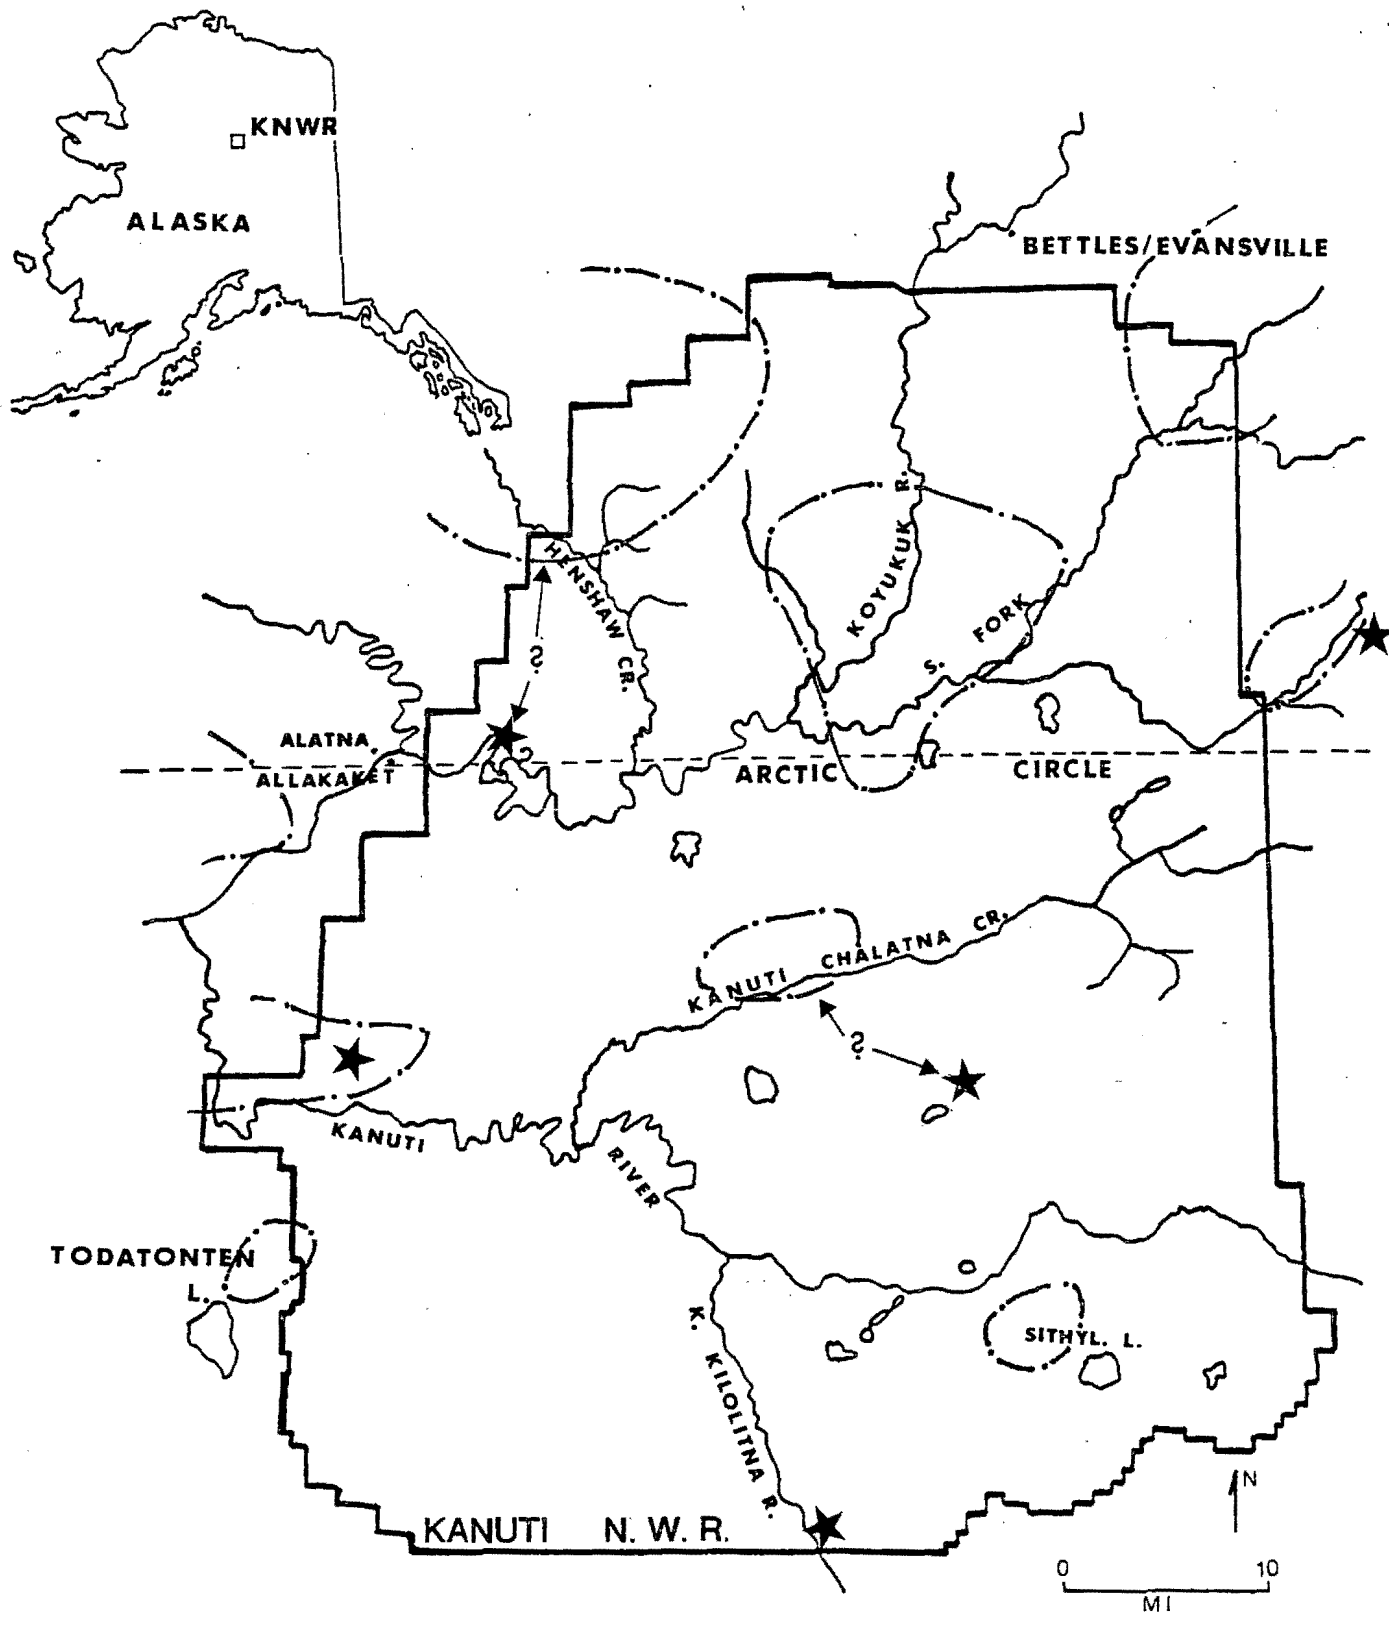 KNWR
ALASKA
BETTLES/EVANSVILLE
HENSHAW CR.
KOYUKUK R.
S. FORK
?
ALATNA
ALLAKAKET
ARCTIC CIRCLE
KANUTI CHALATNA CR.
?
KANUTI RIVER
TODATONTEN
L.
SITHYL. L.
K. KILOLITNA R.
N
KANUTI N. W. R.
0 10
MI